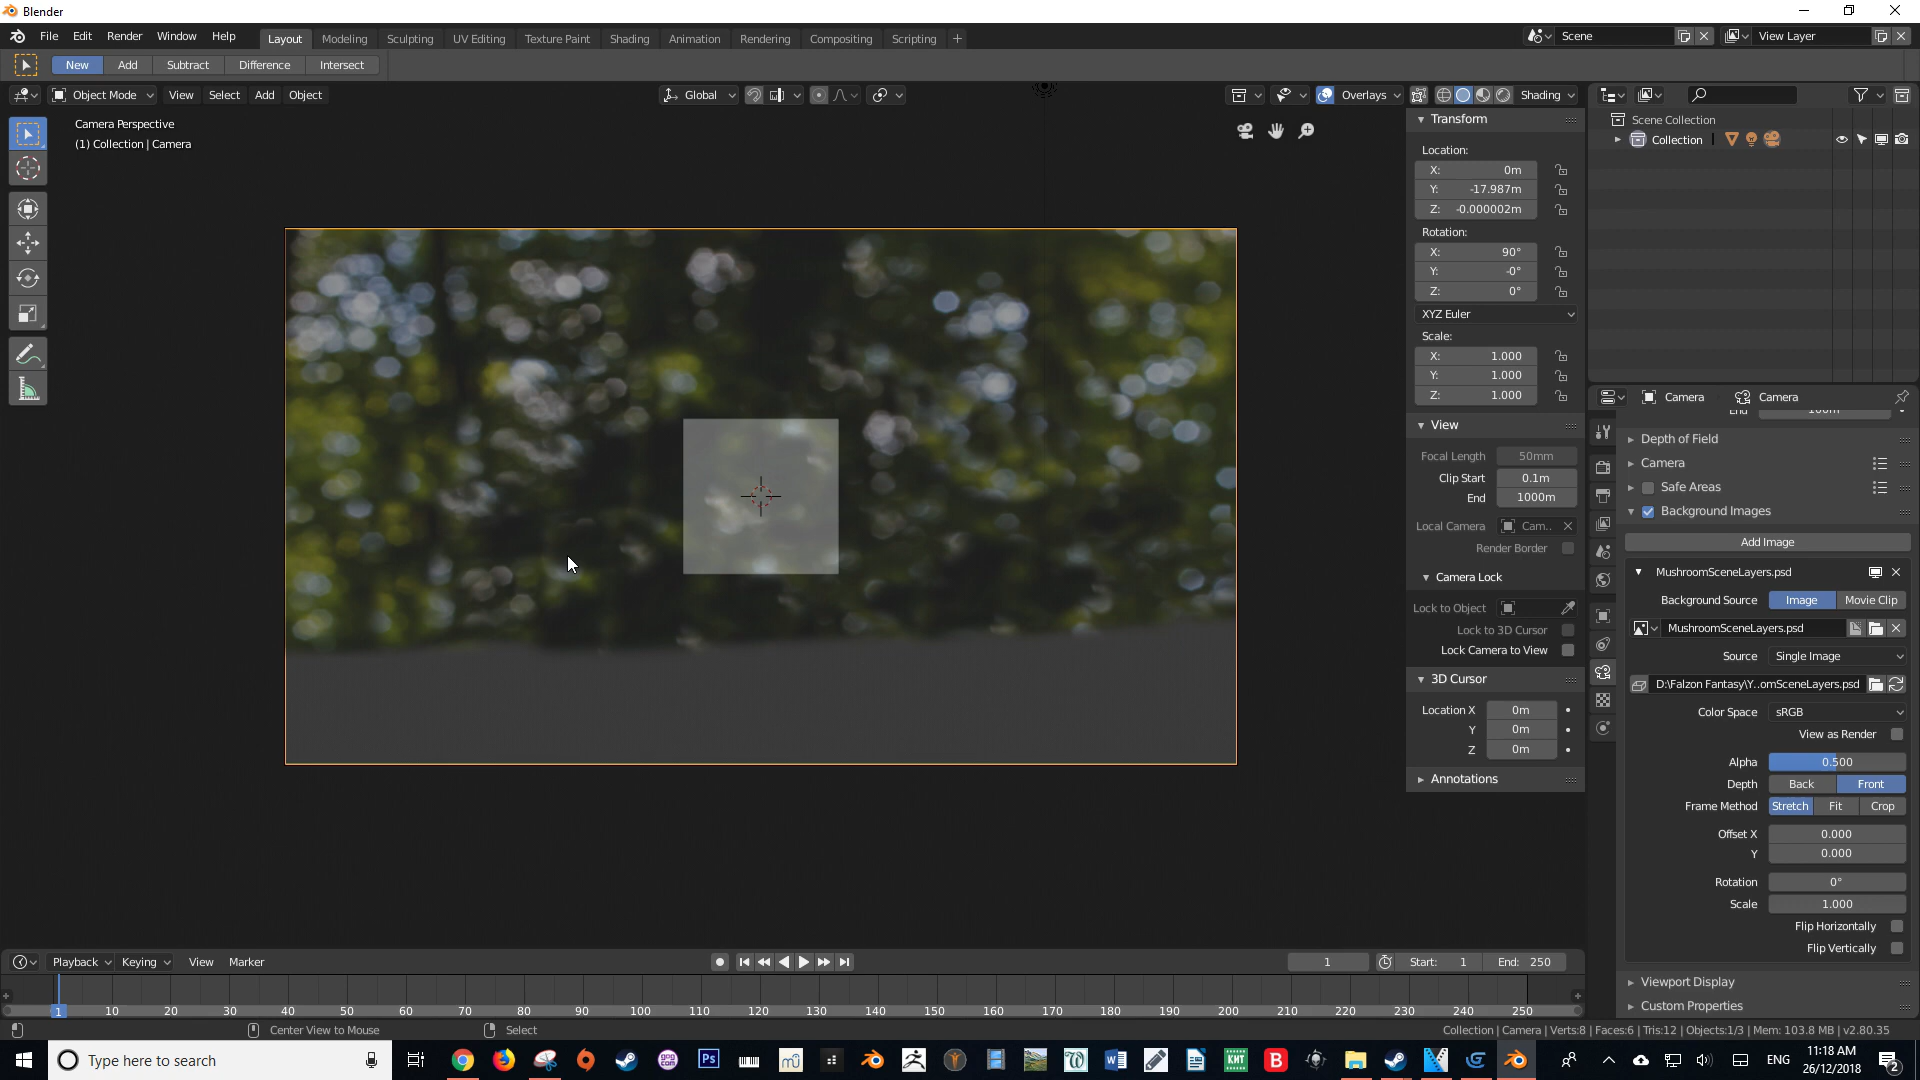 Blender
File Edit Render Window Help Layout Modeling Sculpting UV Editing Texture Paint Shading Animation Rendering Compositing Scripting + Scene View Layer
New Add Subtract Difference Intersect
Object Mode View Select Add Object Global Overlays Shading
Camera Perspective
(1) Collection | Camera
Transform
Location:
X: 0m
Y: -17.987m
Z: -0.000002m
Rotation:
X: 90°
Y: -0°
Z: 0°
XYZ Euler
Scale:
X: 1.000
Y: 1.000
Z: 1.000
View
Focal Length 50mm
Clip Start 0.1m
End 1000m
Local Camera Cam..
Render Border
Camera Lock
Lock to Object
Lock to 3D Cursor
Lock Camera to View
3D Cursor
Location X 0m
Y 0m
Z 0m
Annotations
Scene Collection
Collection
Camera Camera
End 100m
Depth of Field
Camera
Safe Areas
Background Images
Add Image
MushroomSceneLayers.psd
Background Source Image Movie Clip
MushroomSceneLayers.psd
Source Single Image
D:\Falzon Fantasy\Y..omSceneLayers.psd
Color Space sRGB
View as Render
Alpha 0.500
Depth Back Front
Frame Method Stretch Fit Crop
Offset X 0.000
Y 0.000
Rotation 0°
Scale 1.000
Flip Horizontally
Flip Vertically
Viewport Display
Custom Properties
Playback Keying View Marker 1 Start: 1 End: 250
1 10 20 30 40 50 60 70 80 90 100 110 120 130 140 150 160 170 180 190 200 210 220 230 240 250
Center View to Mouse Select Collection | Camera | Verts:8 | Faces:6 | Tris:12 | Objects:1/3 | Mem: 103.8 MB | v2.80.35
Type here to search Ps ENG 11:18 AM
26/12/2018 2